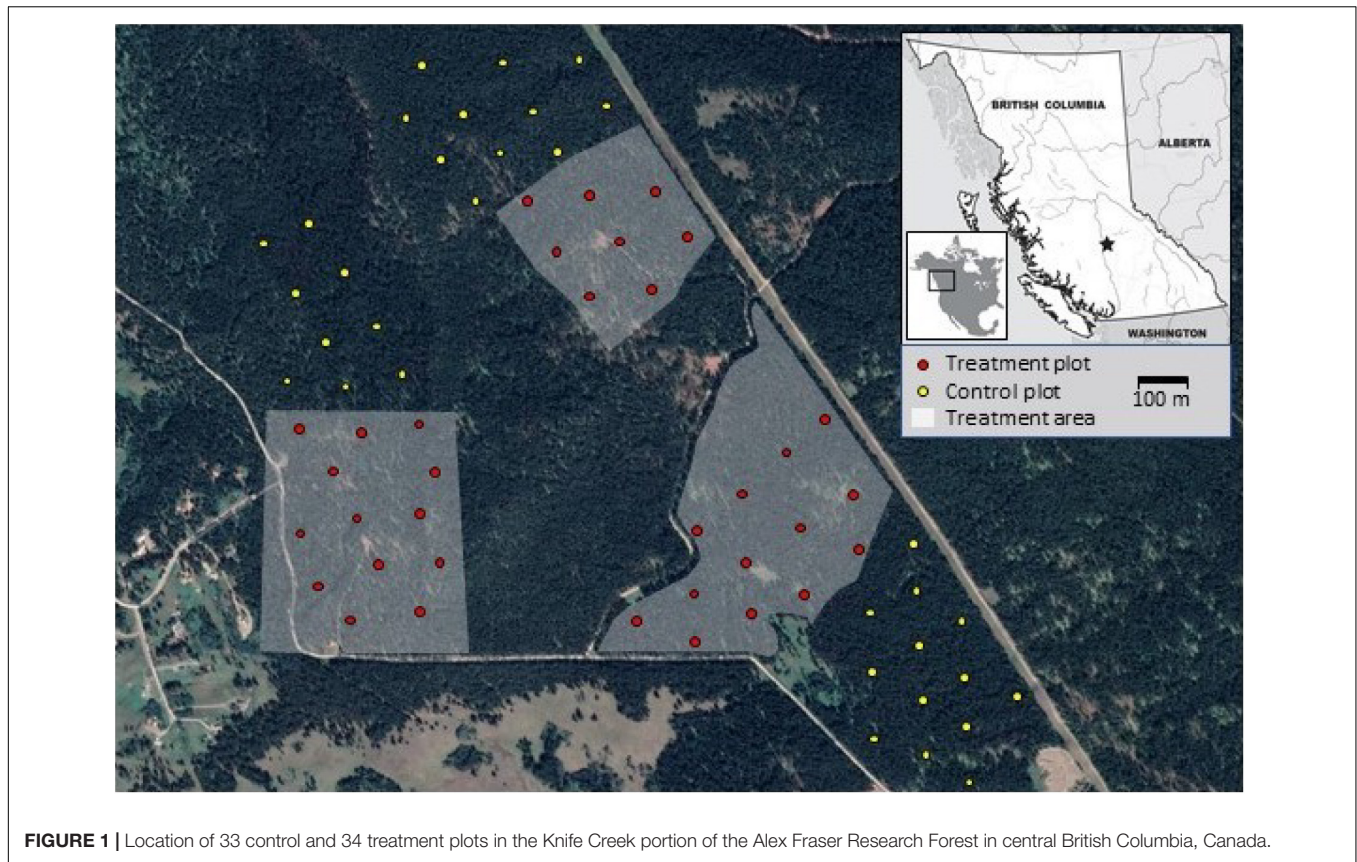 BRITISH COLUMBIA
ALBERTA
WASHINGTON
Treatment plot
Control plot
Treatment area
100 m
FIGURE 1 | Location of 33 control and 34 treatment plots in the Knife Creek portion of the Alex Fraser Research Forest in central British Columbia, Canada.